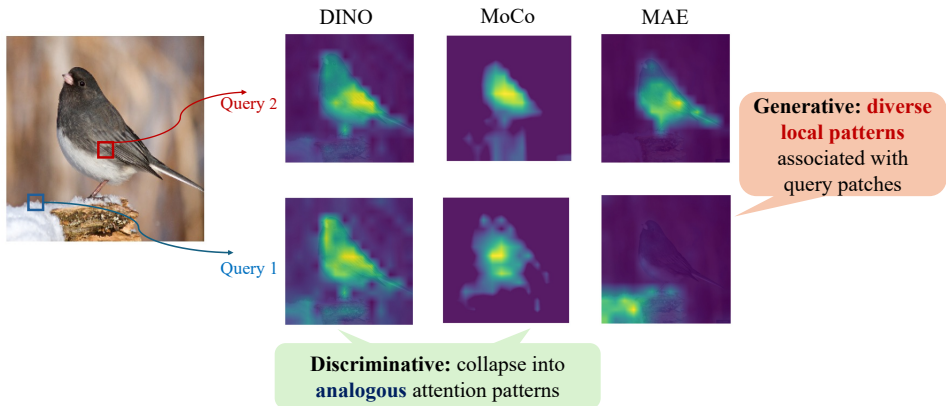 DINO
MoCo
MAE
Query 2
Query 1
Generative: diverse
local patterns
associated with
query patches
Discriminative: collapse into
analogous attention patterns